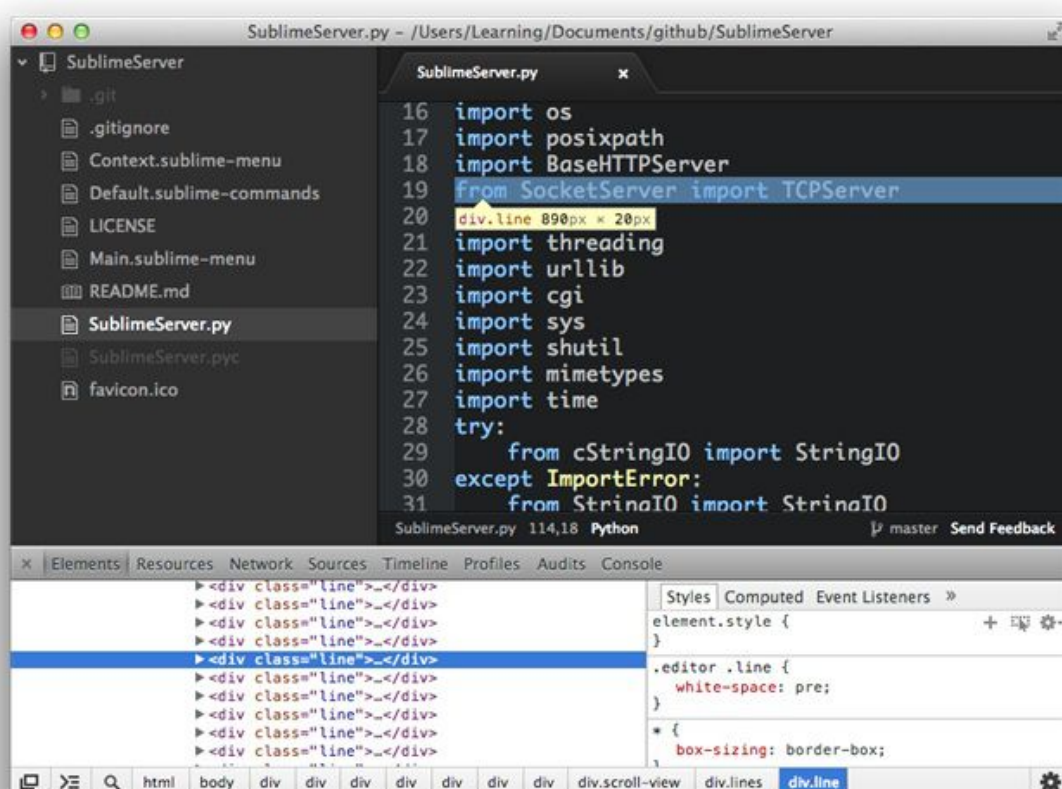 SublimeServer.py – /Users/Learning/Documents/github/SublimeServer
SublimeServer
.git
.gitignore
Context.sublime-menu
Default.sublime-commands
LICENSE
Main.sublime-menu
README.md
SublimeServer.py
SublimeServer.pyc
favicon.ico
SublimeServer.py ×
16 import os
17 import posixpath
18 import BaseHTTPServer
19 from SocketServer import TCPServer
20
div.line 890px × 20px
21 import threading
22 import urllib
23 import cgi
24 import sys
25 import shutil
26 import mimetypes
27 import time
28 try:
29     from cStringIO import StringIO
30 except ImportError:
31     from StringIO import StringIO
SublimeServer.py 114,18 Python master Send Feedback
× Elements Resources Network Sources Timeline Profiles Audits Console
▶<div class="line">…</div>
▶<div class="line">…</div>
▶<div class="line">…</div>
▶<div class="line">…</div>
▶<div class="line">…</div>
▶<div class="line">…</div>
▶<div class="line">…</div>
▶<div class="line">…</div>
▶<div class="line">…</div>
▶<div class="line">…</div>
Styles Computed Event Listeners »
element.style {
}
.editor .line {
white-space: pre;
}
* {
box-sizing: border-box;
}
html body div div div div div div div div.scroll-view div.lines div.line